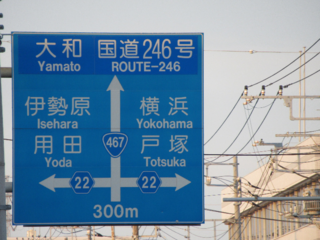 大和 国道246号
Yamato ROUTE-246
伊勢原 横浜
Isehara Yokohama
用田 戸塚
Yoda Totsuka
467
22 22
300m